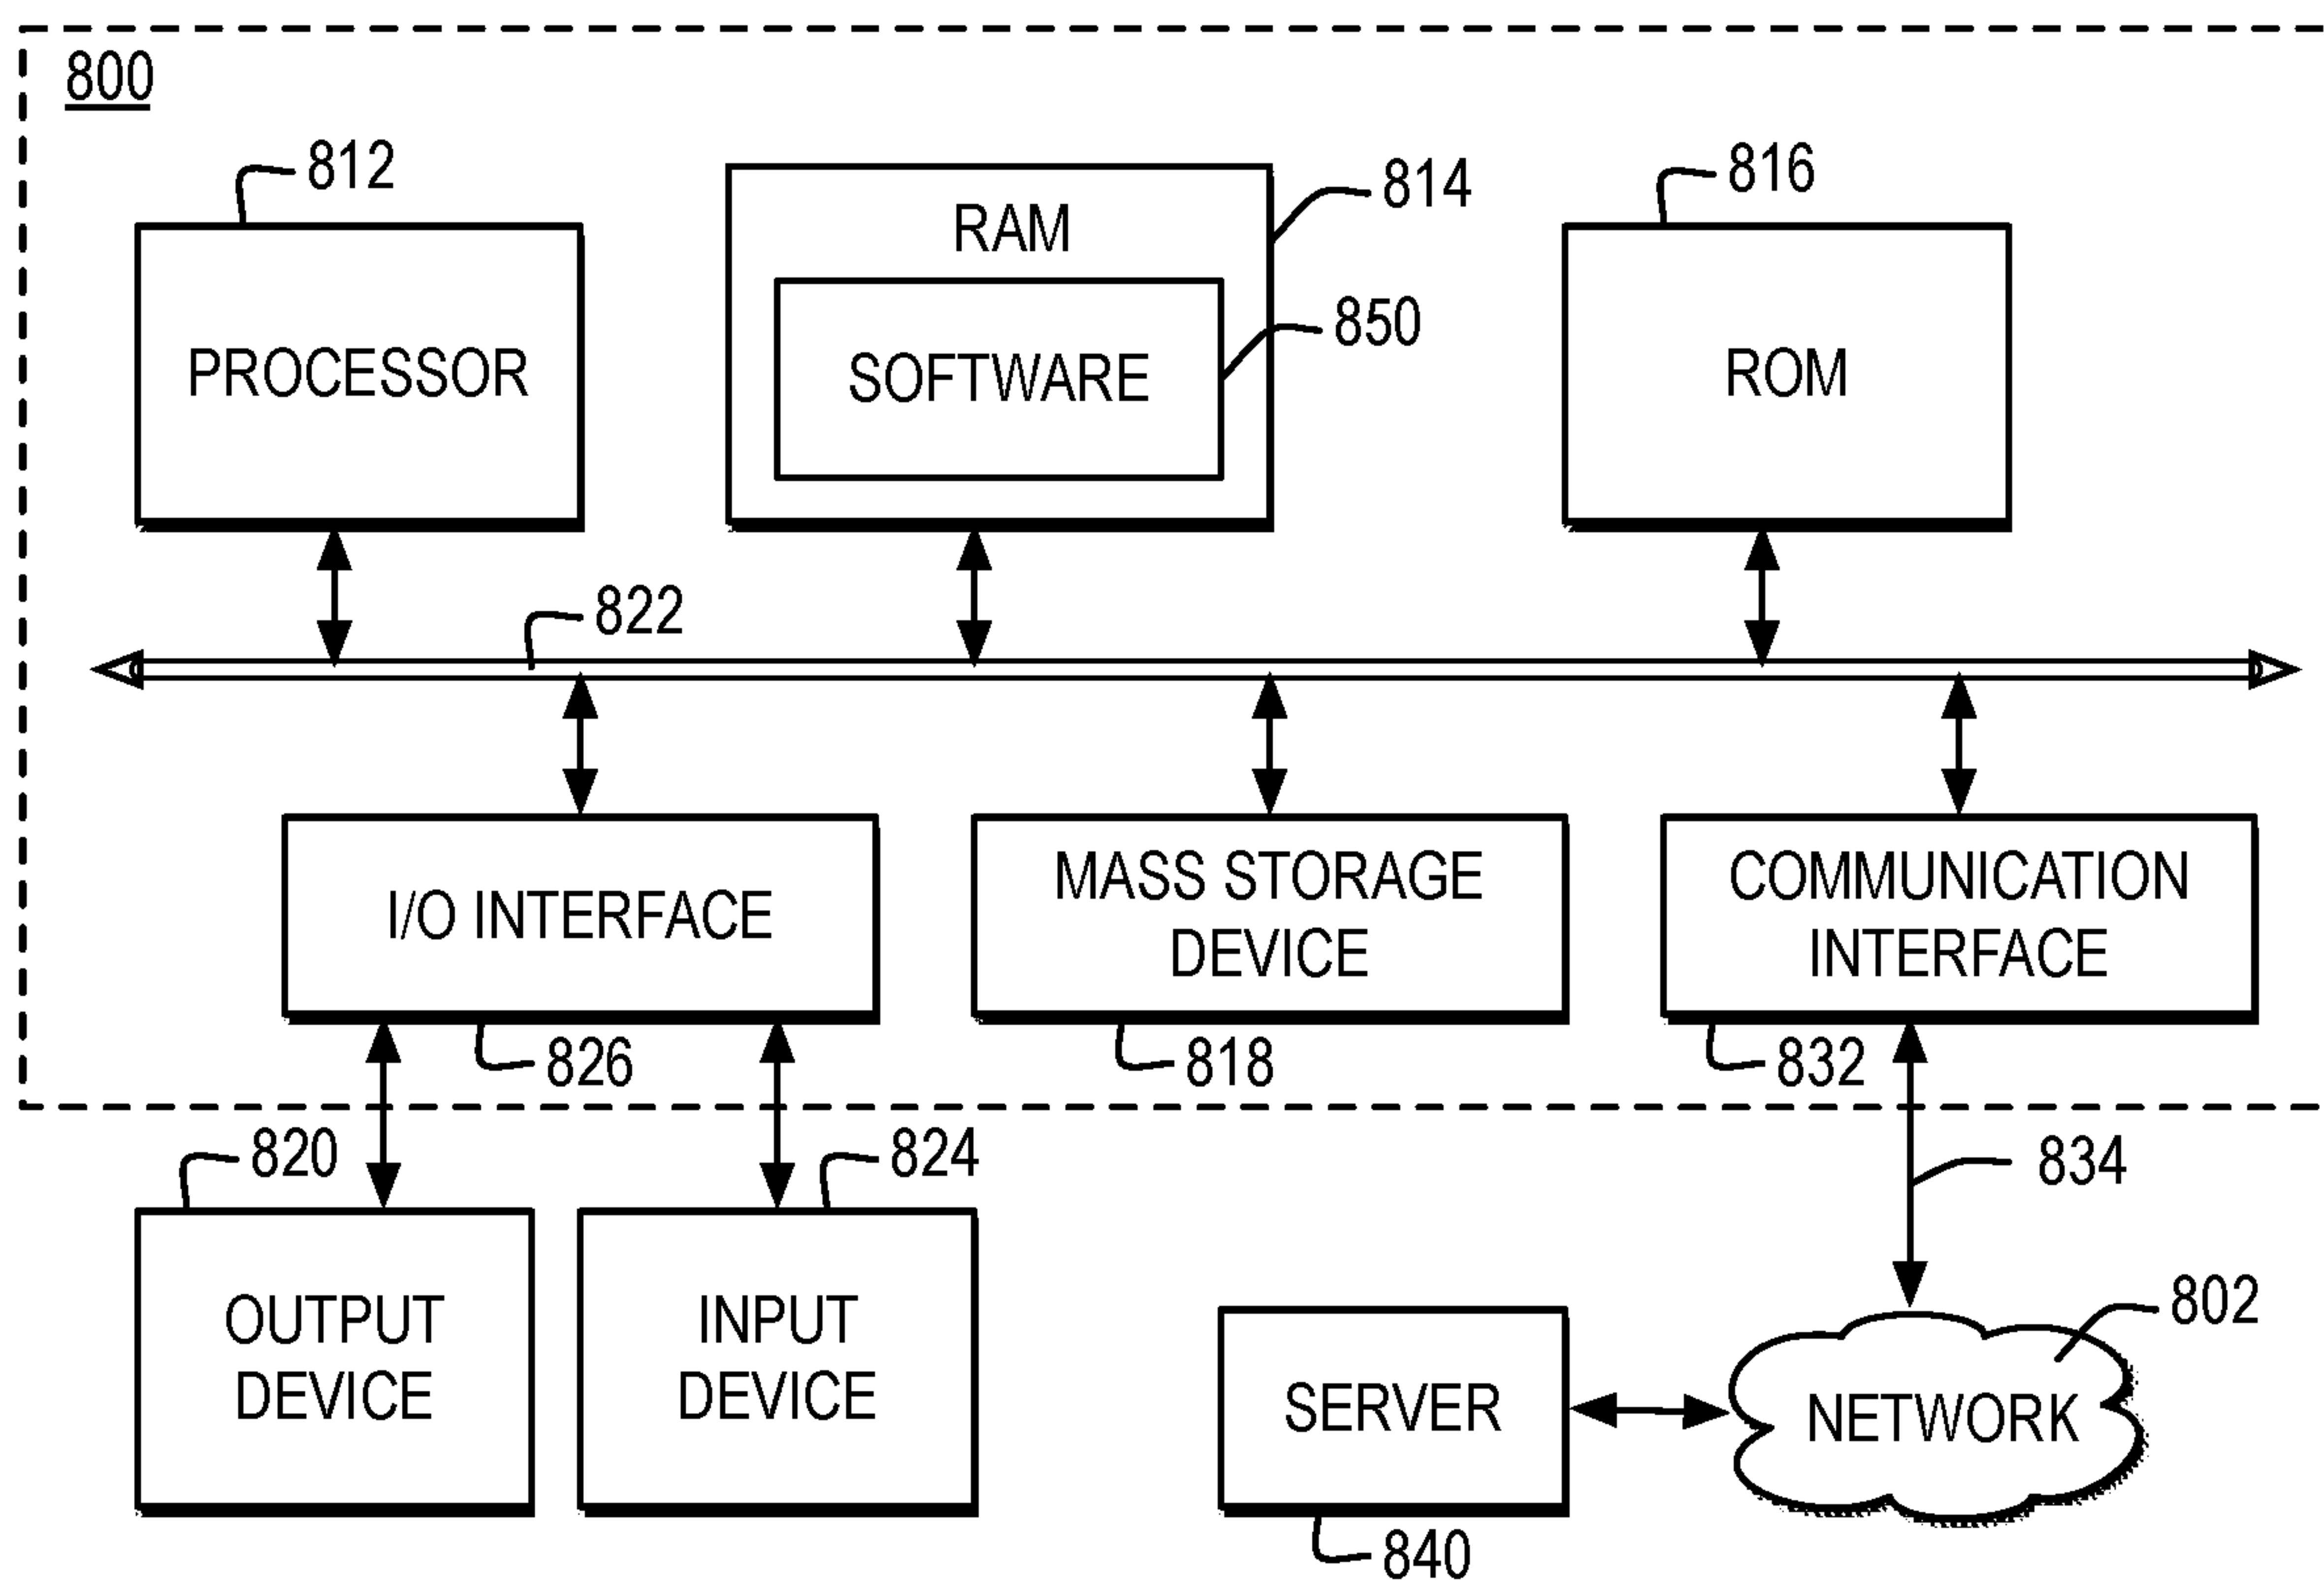 800
812
814
816
RAM
850
PROCESSOR
SOFTWARE
ROM
822
I/O INTERFACE
MASS STORAGE
DEVICE
COMMUNICATION
INTERFACE
826
818
832
820
824
834
OUTPUT
DEVICE
INPUT
DEVICE
802
SERVER
NETWORK
840